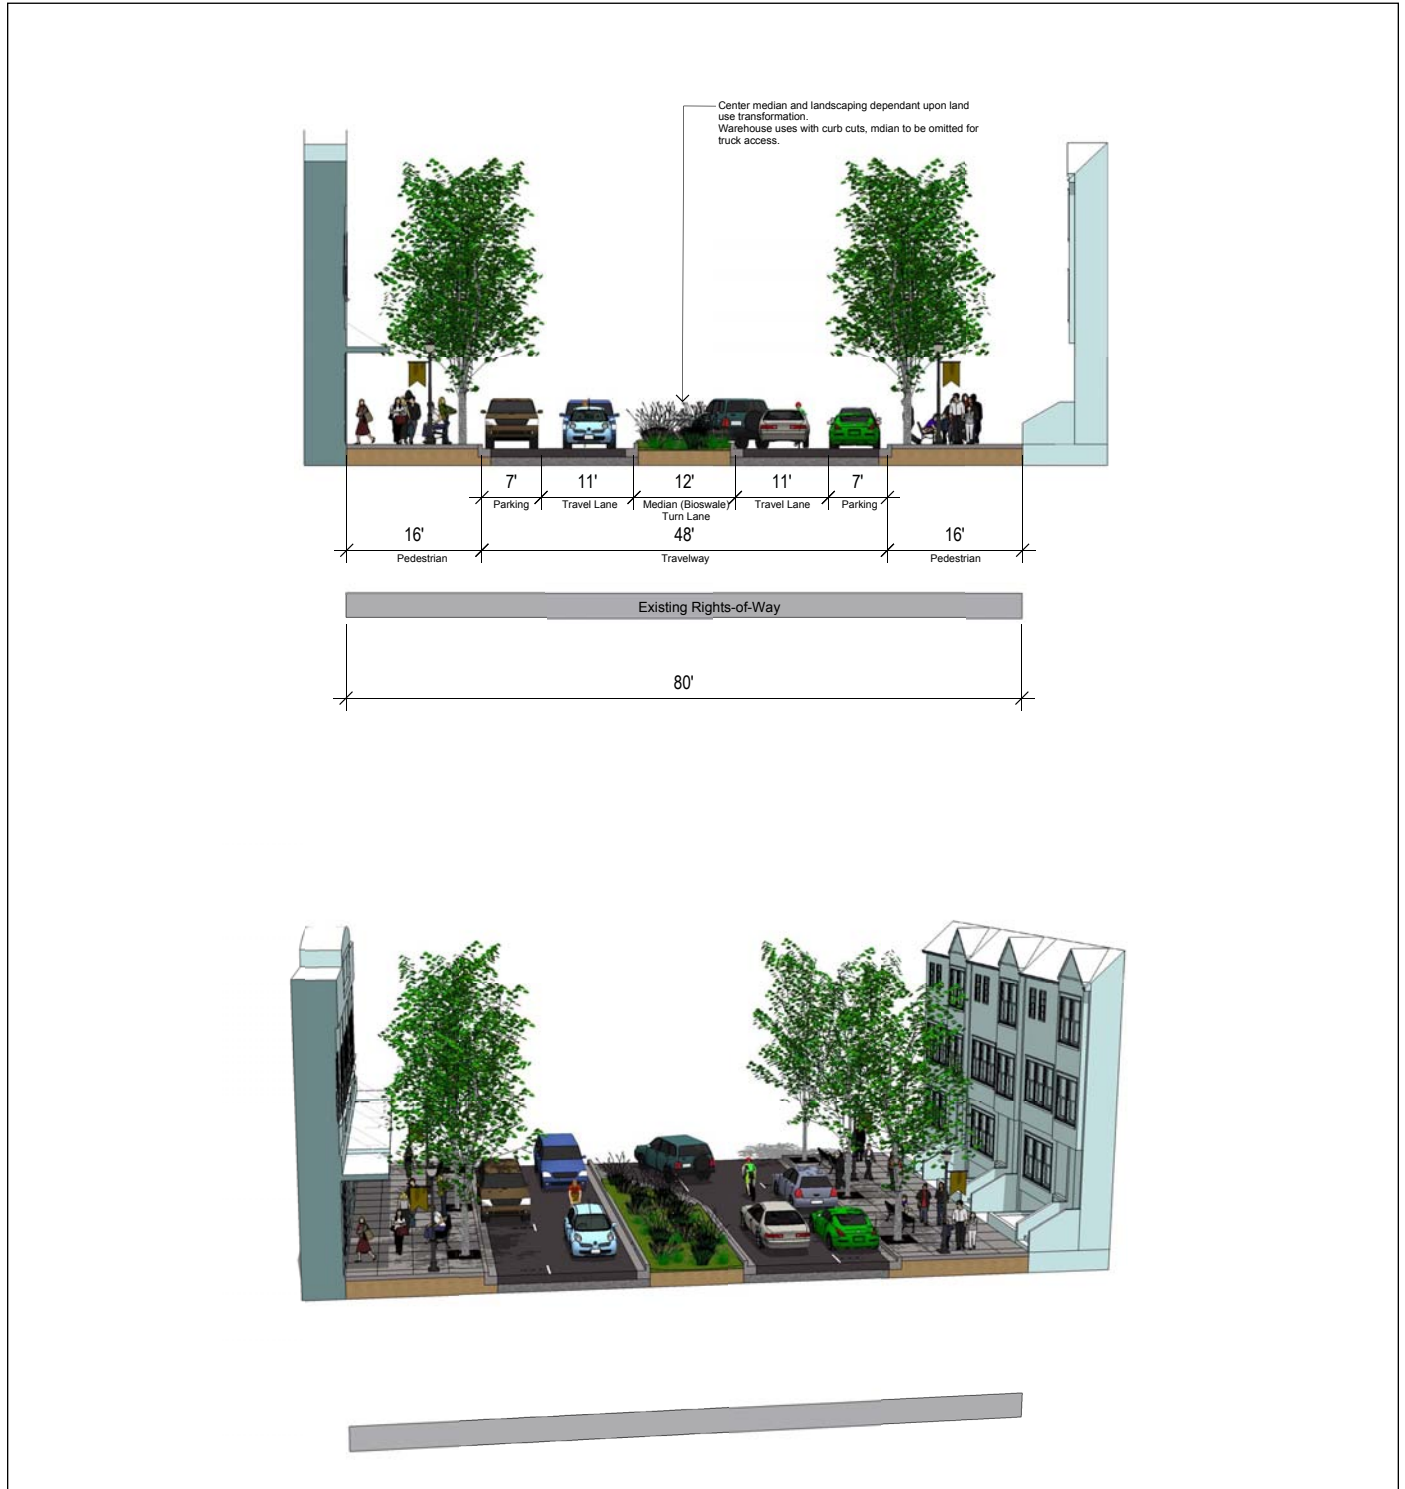 Center median and landscaping dependant upon land
use transformation.
Warehouse uses with curb cuts, mdian to be omitted for
truck access.
7' 11' 12' 11' 7'
Parking Travel Lane Median (Bioswale) Travel Lane Parking
Turn Lane
16' 48' 16'
Pedestrian Travelway Pedestrian
Existing Rights-of-Way
80'